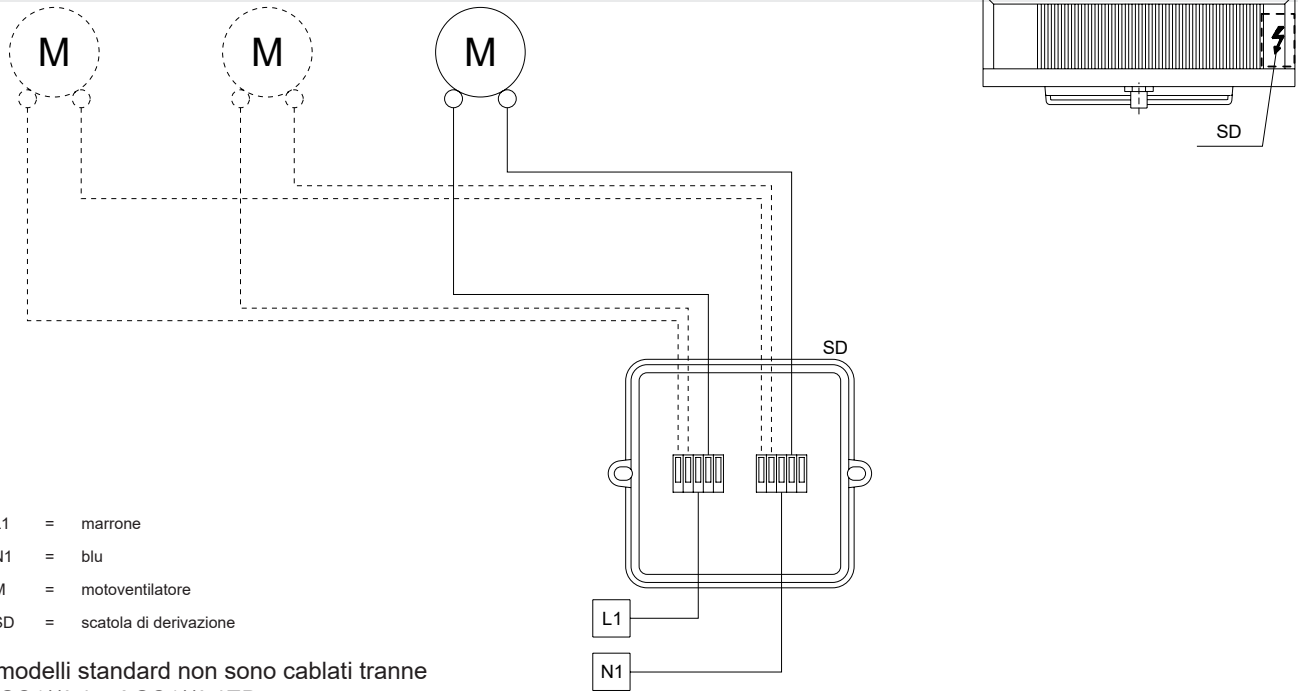 M M M
SD
SD
= marrone
= blu
= motoventilatore
= scatola di derivazione
L1
N1
modelli standard non sono cablati tranne